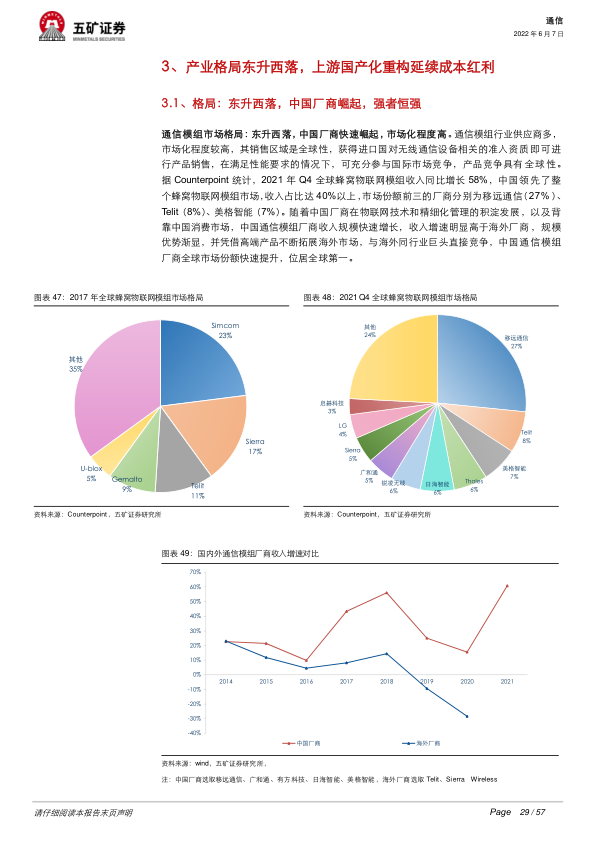 五矿证券
MINMETALS SECURITIES
通信
2022 年 6 月 7 日
3、产业格局东升西落，上游国产化重构延续成本红利
3.1、格局：东升西落，中国厂商崛起，强者恒强
通信模组市场格局：东升西落，中国厂商快速崛起，市场化程度高。通信模组行业供应商多，
市场化程度较高，其销售区域是全球性，获得进口国对无线通信设备相关的准入资质即可进
行产品销售，在满足性能要求的情况下，可充分参与国际市场竞争，产品竞争具有全球性。
据 Counterpoint 统计，2021 年 Q4 全球蜂窝物联网模组收入同比增长 58%，中国领先了整
个蜂窝物联网模组市场，收入占比达 40%以上，市场份额前三的厂商分别为移远通信（27%）、
Telit（8%）、美格智能（7%）。随着中国厂商在物联网技术和精细化管理的积淀发展，以及背
靠中国消费市场，中国通信模组厂商收入规模快速增长，收入增速明显高于海外厂商，规模
优势渐显，并凭借高端产品不断拓展海外市场，与海外同行业巨头直接竞争，中国通信模组
厂商全球市场份额快速提升，位居全球第一。
图表 47：2017 年全球蜂窝物联网模组市场格局
Simcom
23%
Sierra
17%
Telit
11%
Gemalto
9%
U-blox
5%
其他
35%
资料来源：Counterpoint，五矿证券研究所
图表 48：2021Q4 全球蜂窝物联网模组市场格局
移远通信
27%
Telit
8%
美格智能
7%
Thales
6%
日海智能
6%
锐凌无线
6%
广和通
5%
Sierra
5%
LG
4%
启碁科技
3%
其他
24%
资料来源：Counterpoint，五矿证券研究所
图表 49：国内外通信模组厂商收入增速对比
70%
60%
50%
40%
30%
20%
10%
0%
-10%
-20%
-30%
-40%
2014 2015 2016 2017 2018 2019 2020 2021
中国厂商 海外厂商
资料来源：wind，五矿证券研究所，
注：中国厂商选取移远通信、广和通、有方科技、日海智能、美格智能，海外厂商选取 Telit、Sierra Wireless
请仔细阅读本报告末页声明
Page 29 / 57